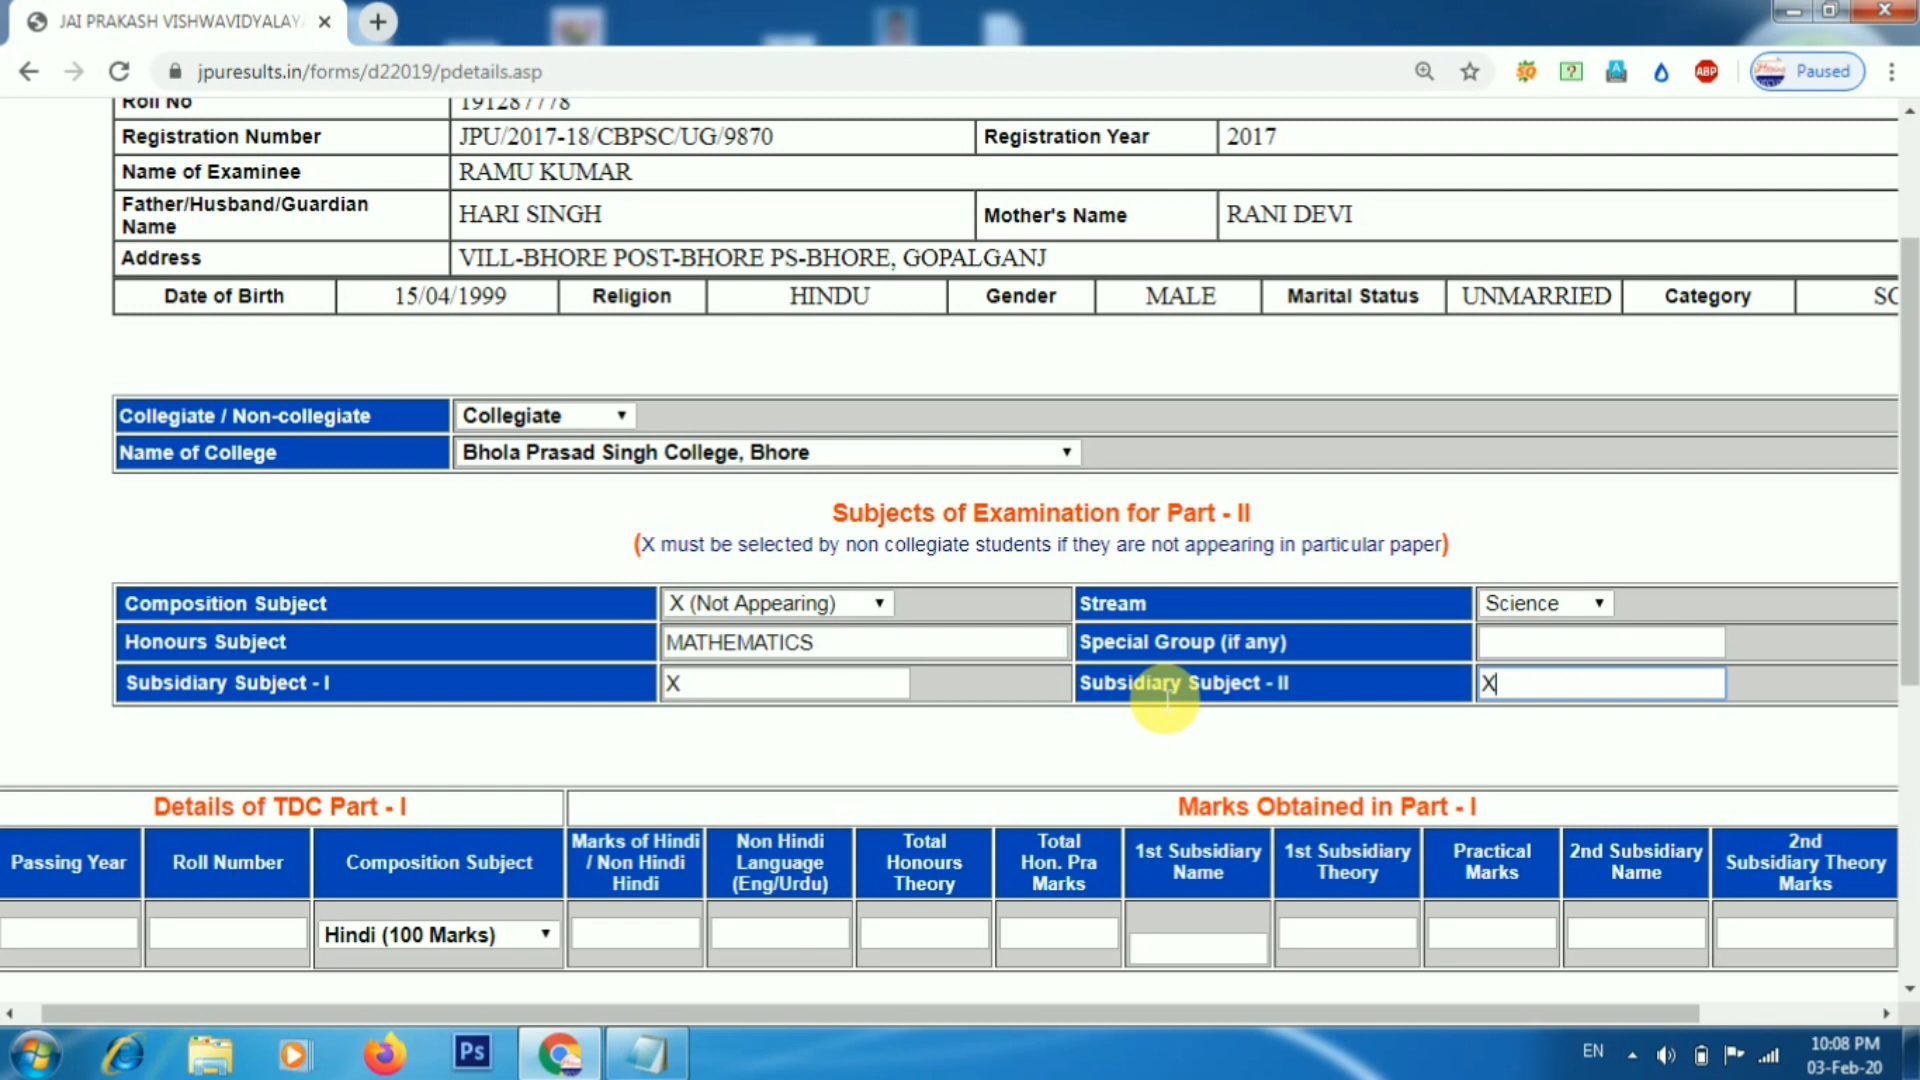 JAI PRAKASH VISHWAVIDYALAY
jpuresults.in/forms/d22019/pdetails.asp
ABP
Paused
Roll No 191287778
Registration Number JPU/2017-18/CBPSC/UG/9870 Registration Year 2017
Name of Examinee RAMU KUMAR
Father/Husband/Guardian
Name HARI SINGH Mother's Name RANI DEVI
Address VILL-BHORE POST-BHORE PS-BHORE, GOPALGANJ
Date of Birth 15/04/1999 Religion HINDU Gender MALE Marital Status UNMARRIED Category SC
Collegiate / Non-collegiate Collegiate
Name of College Bhola Prasad Singh College, Bhore
Subjects of Examination for Part - II
(X must be selected by non collegiate students if they are not appearing in particular paper)
Composition Subject X (Not Appearing) Stream Science
Honours Subject MATHEMATICS Special Group (if any)
Subsidiary Subject - I X Subsidiary Subject - II X
Details of TDC Part - I Marks Obtained in Part - I
Passing Year
Roll Number
Composition Subject
Marks of Hindi
/ Non Hindi
Hindi
Non Hindi
Language
(Eng/Urdu)
Total
Honours
Theory
Total
Hon. Pra
Marks
1st Subsidiary
Name
1st Subsidiary
Theory
Practical
Marks
2nd Subsidiary
Name
2nd
Subsidiary Theory
Marks
Hindi (100 Marks)
Ps
EN
10:08 PM
03-Feb-20